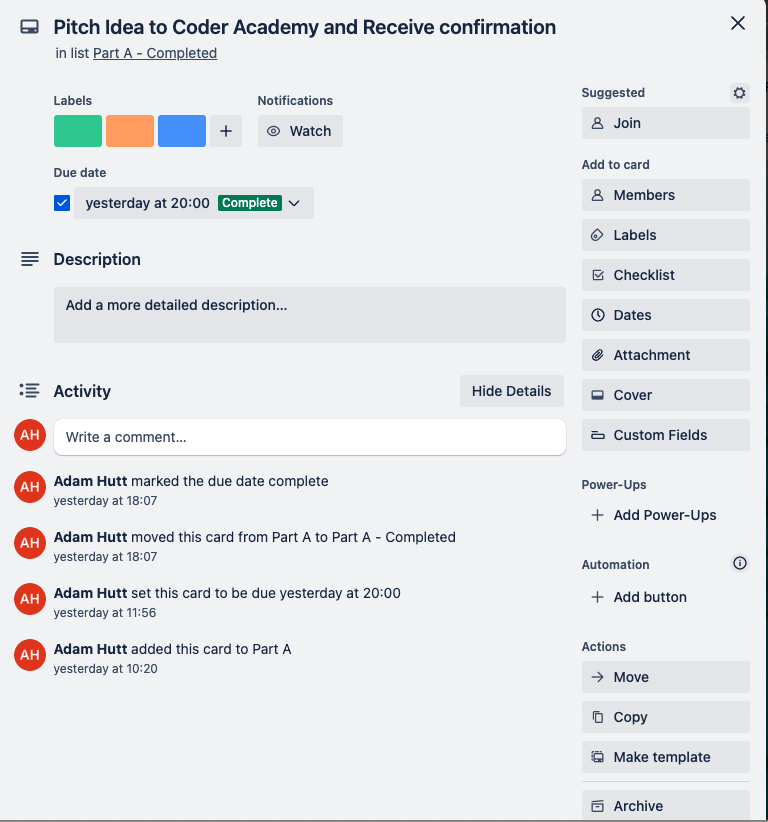 Pitch Idea to Coder Academy and Receive confirmation
in list Part A - Completed
Labels
Notifications
Watch
Due date
yesterday at 20:00 Complete
Description
Add a more detailed description...
Activity
Hide Details
AH
Write a comment...
AH
Adam Hutt marked the due date complete
yesterday at 18:07
AH
Adam Hutt moved this card from Part A to Part A - Completed
yesterday at 18:07
AH
Adam Hutt set this card to be due yesterday at 20:00
yesterday at 11:56
AH
Adam Hutt added this card to Part A
yesterday at 10:20
Suggested
Join
Add to card
Members
Labels
Checklist
Dates
Attachment
Cover
Custom Fields
Power-Ups
Add Power-Ups
Automation
Add button
Actions
Move
Copy
Make template
Archive